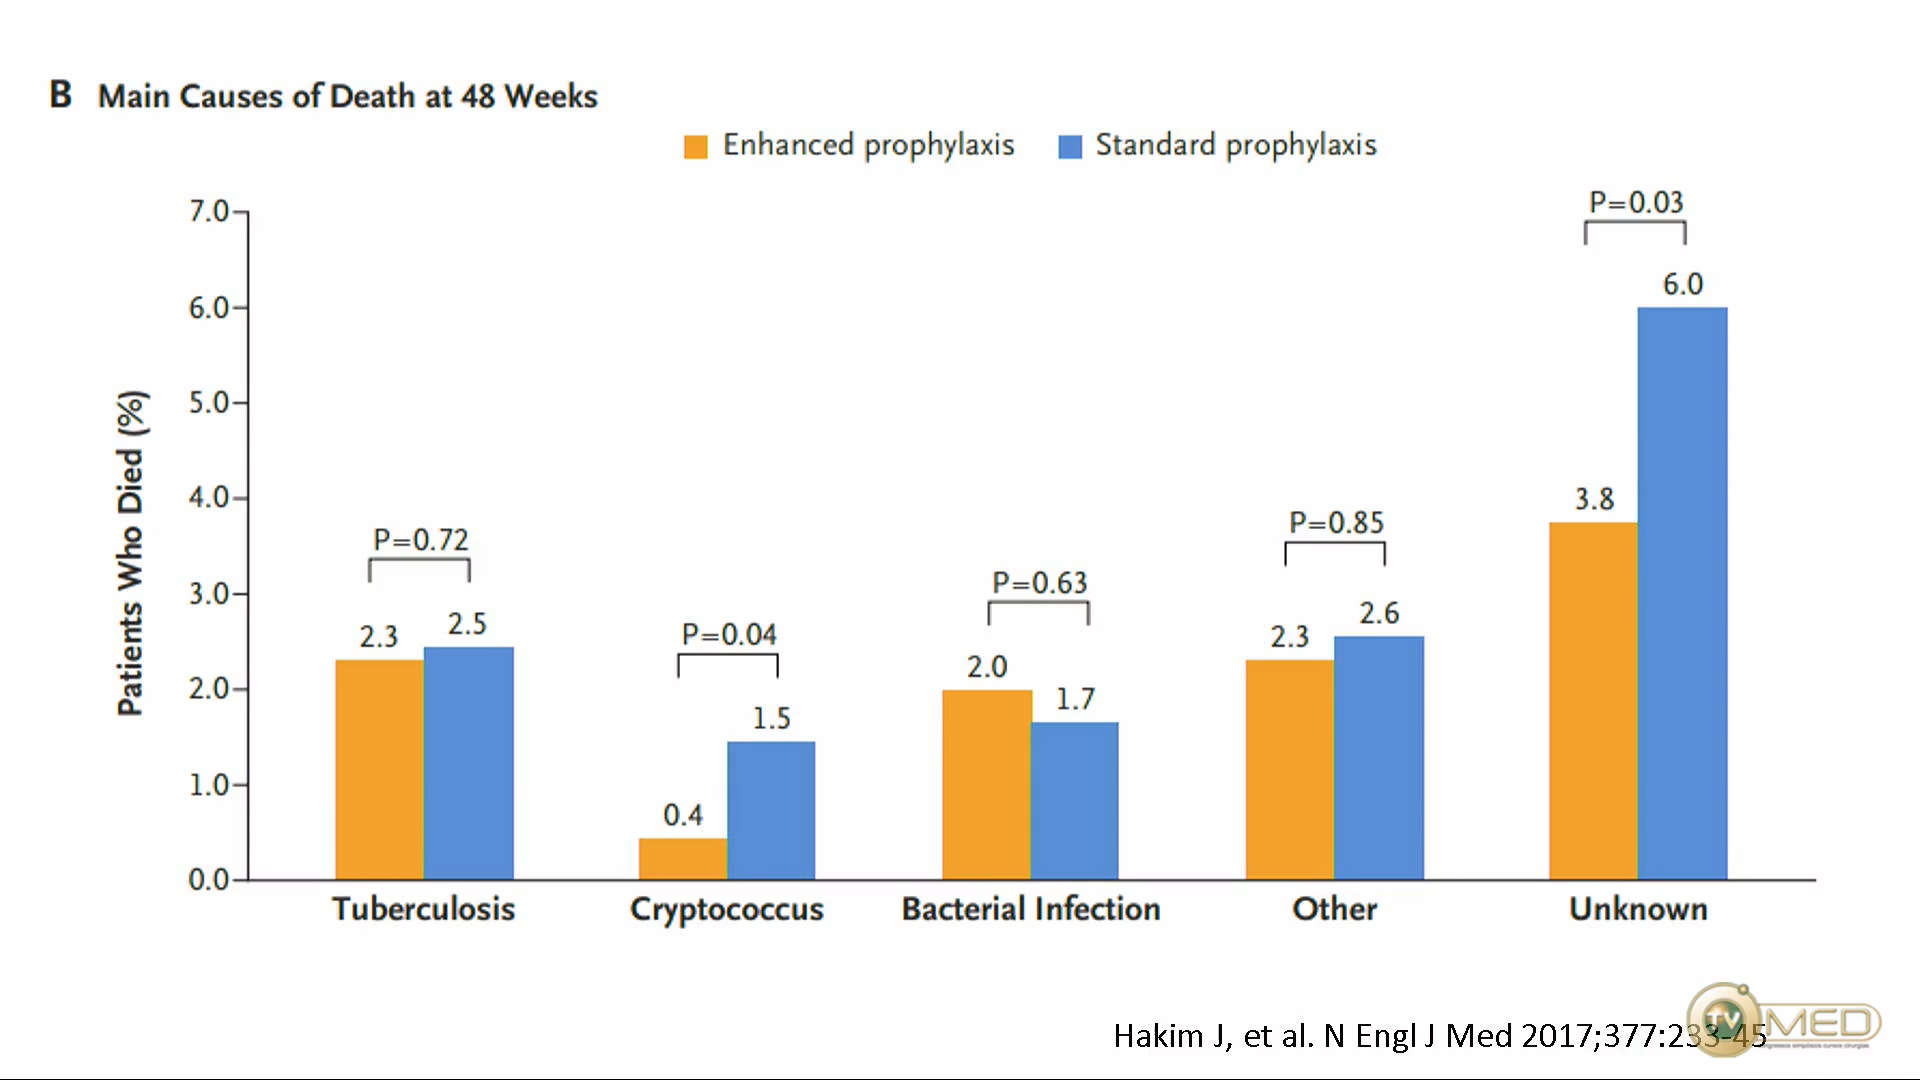 B Main Causes of Death at 48 Weeks
Enhanced prophylaxis Standard prophylaxis
Patients Who Died (%)
7.0
6.0
5.0
4.0
3.0
2.0
1.0
0.0
P=0.72
2.3 2.5
P=0.04
0.4 1.5
P=0.63
2.0 1.7
P=0.85
2.3 2.6
P=0.03
3.8 6.0
Tuberculosis Cryptococcus Bacterial Infection Other Unknown
Hakim J, et al. N Engl J Med 2017;377:233-45
TV MED